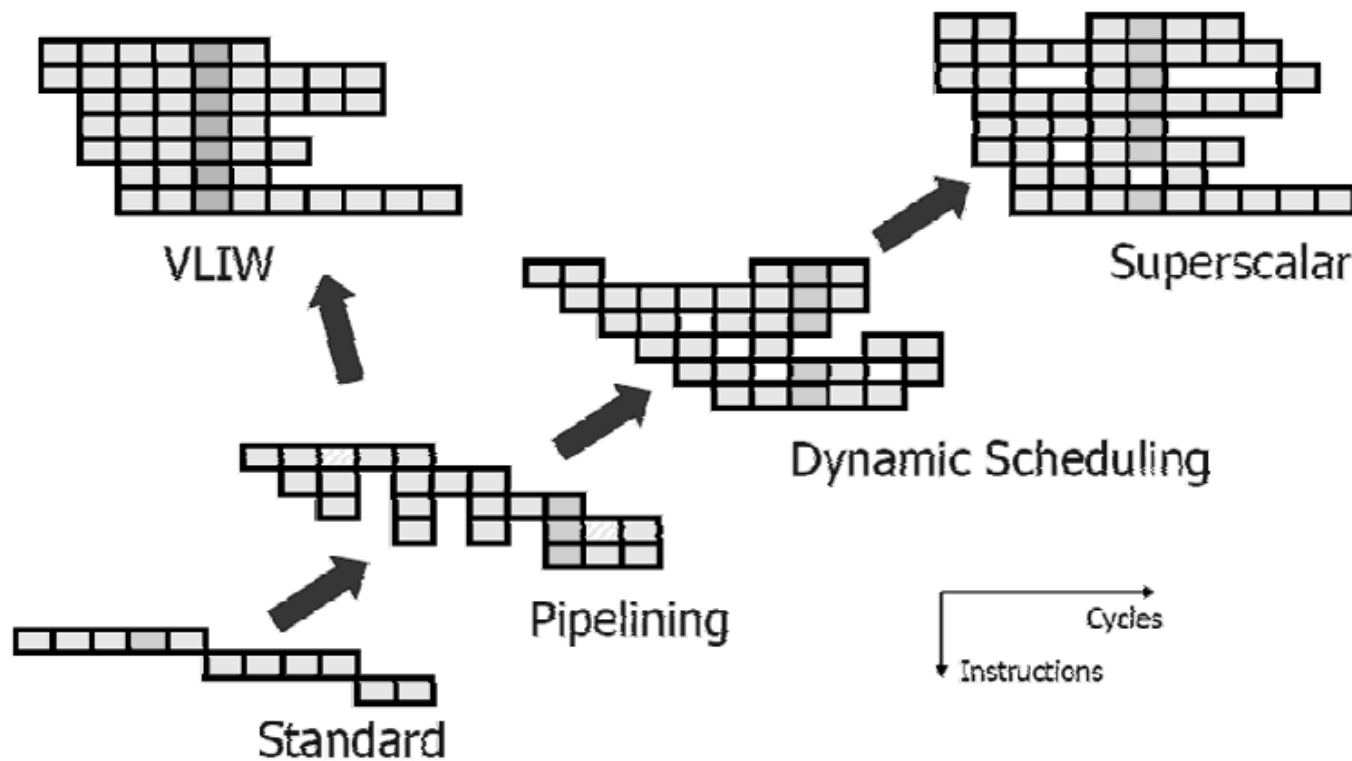 VLIW
Superscalar
Dynamic Scheduling
Pipelining
Cycles
Instructions
Standard